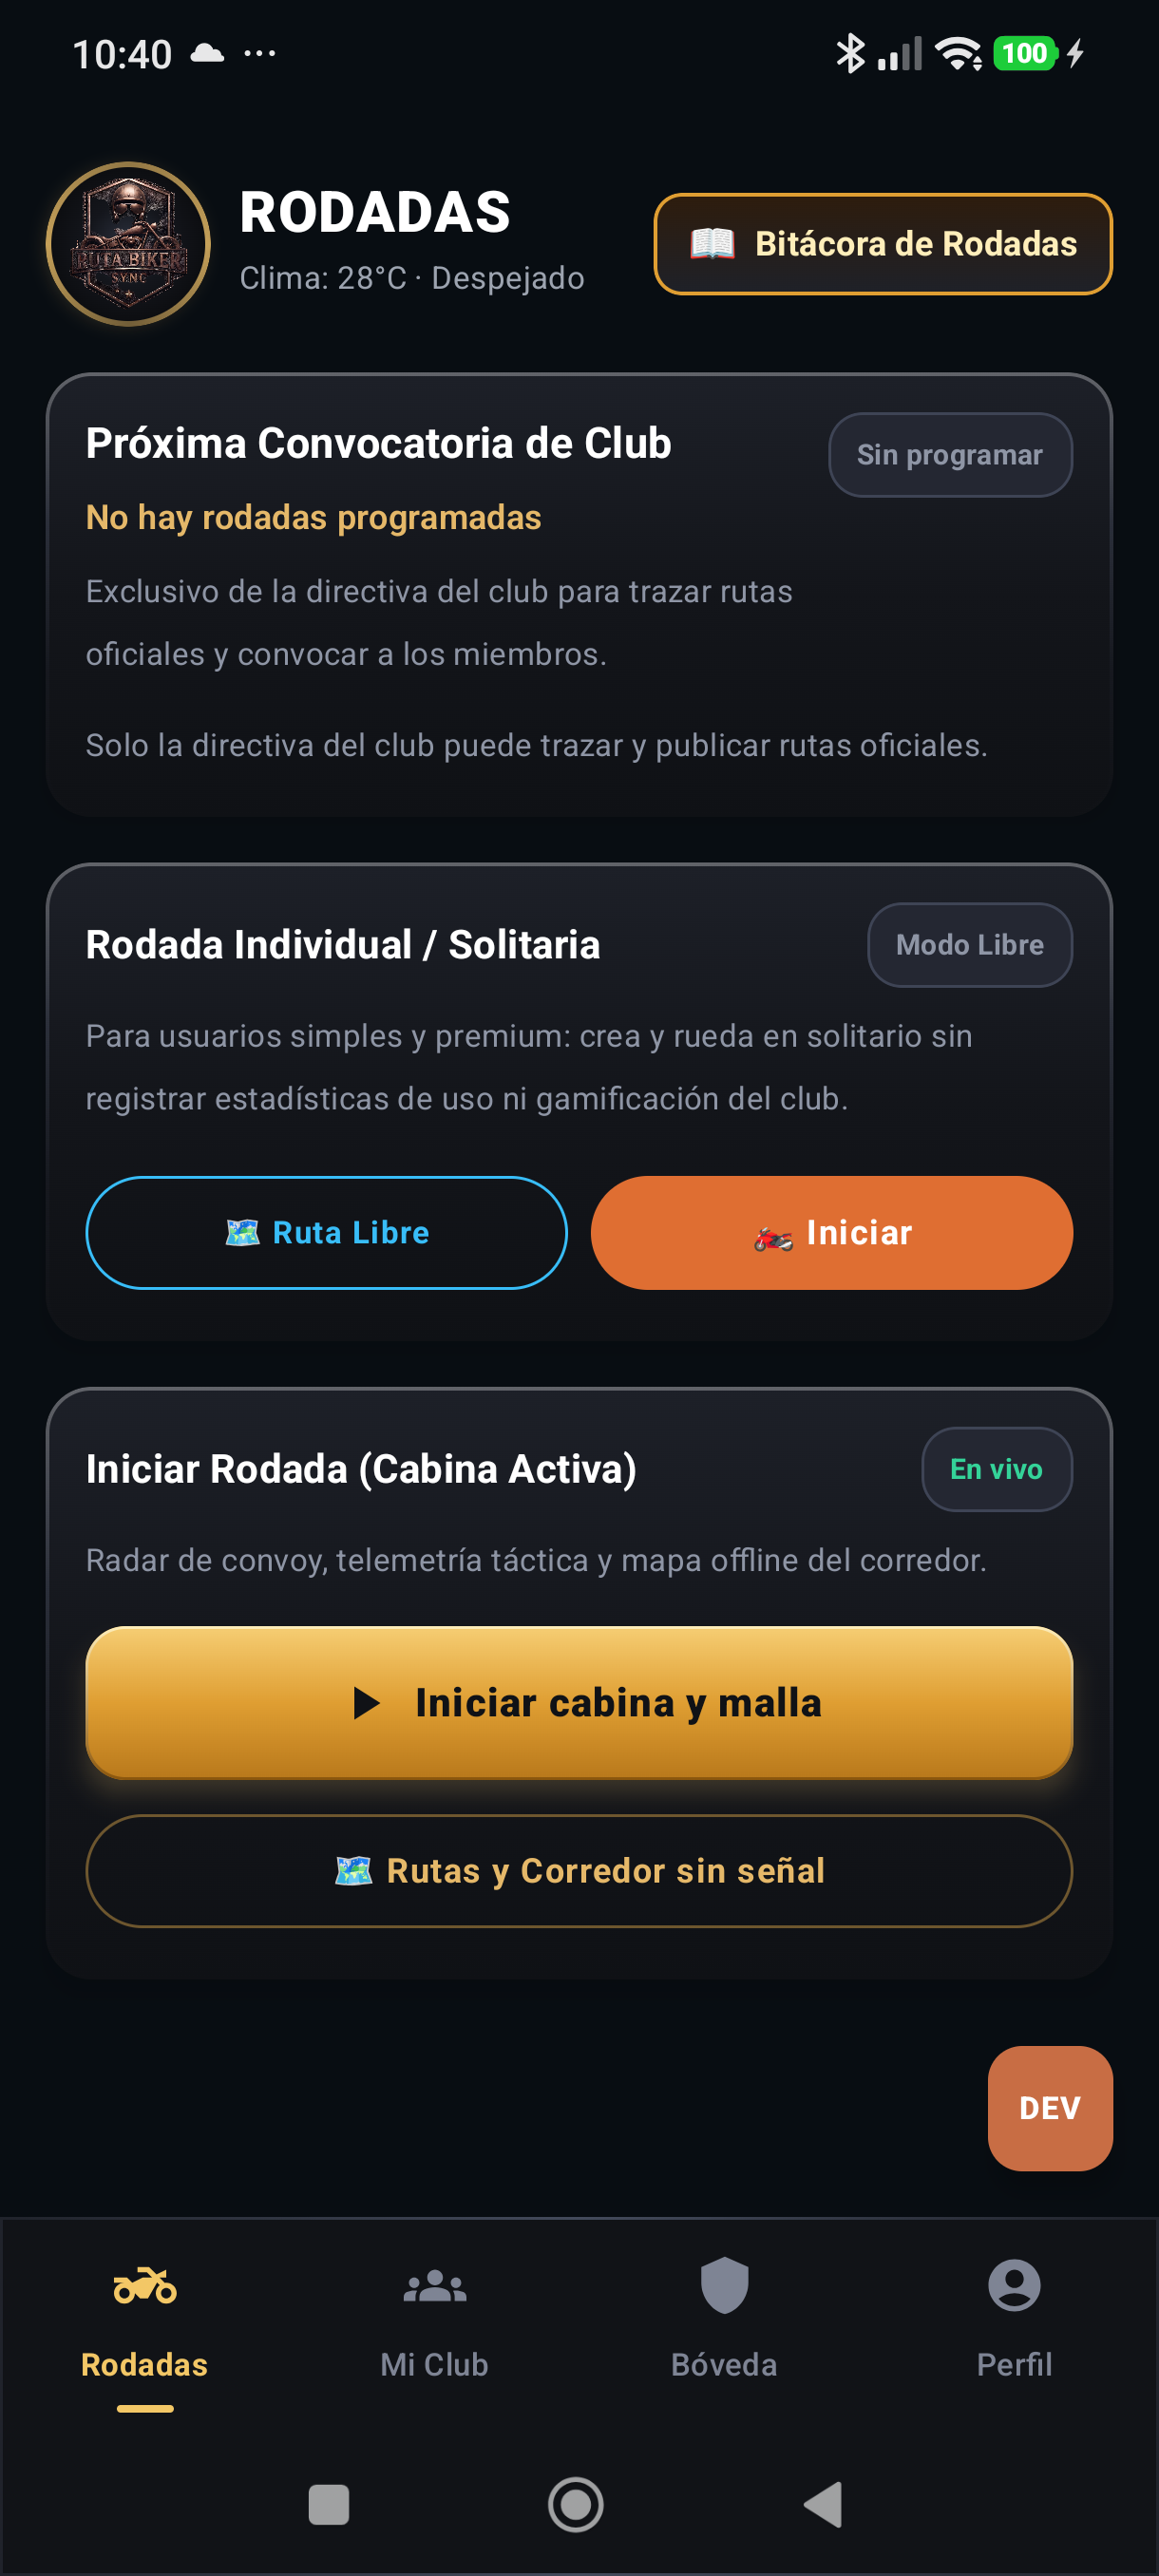 10:40
100
RUTA BIKER
SYNC
RODADAS
Clima: 28°C · Despejado
Bitácora de Rodadas
Próxima Convocatoria de Club
Sin programar
No hay rodadas programadas
Exclusivo de la directiva del club para trazar rutas
oficiales y convocar a los miembros.
Solo la directiva del club puede trazar y publicar rutas oficiales.
Rodada Individual / Solitaria
Modo Libre
Para usuarios simples y premium: crea y rueda en solitario sin
registrar estadísticas de uso ni gamificación del club.
Ruta Libre
Iniciar
Iniciar Rodada (Cabina Activa)
En vivo
Radar de convoy, telemetría táctica y mapa offline del corredor.
Iniciar cabina y malla
Rutas y Corredor sin señal
DEV
Rodadas
Mi Club
Bóveda
Perfil